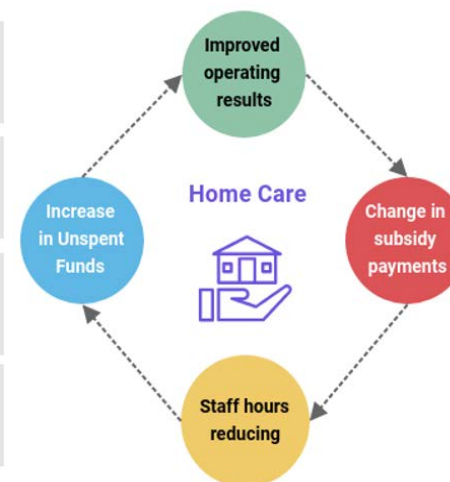 Improved
operating
results
Home Care
Increase
in Unspent
Funds
Change in
subsidy
payments
Staff hours
reducing